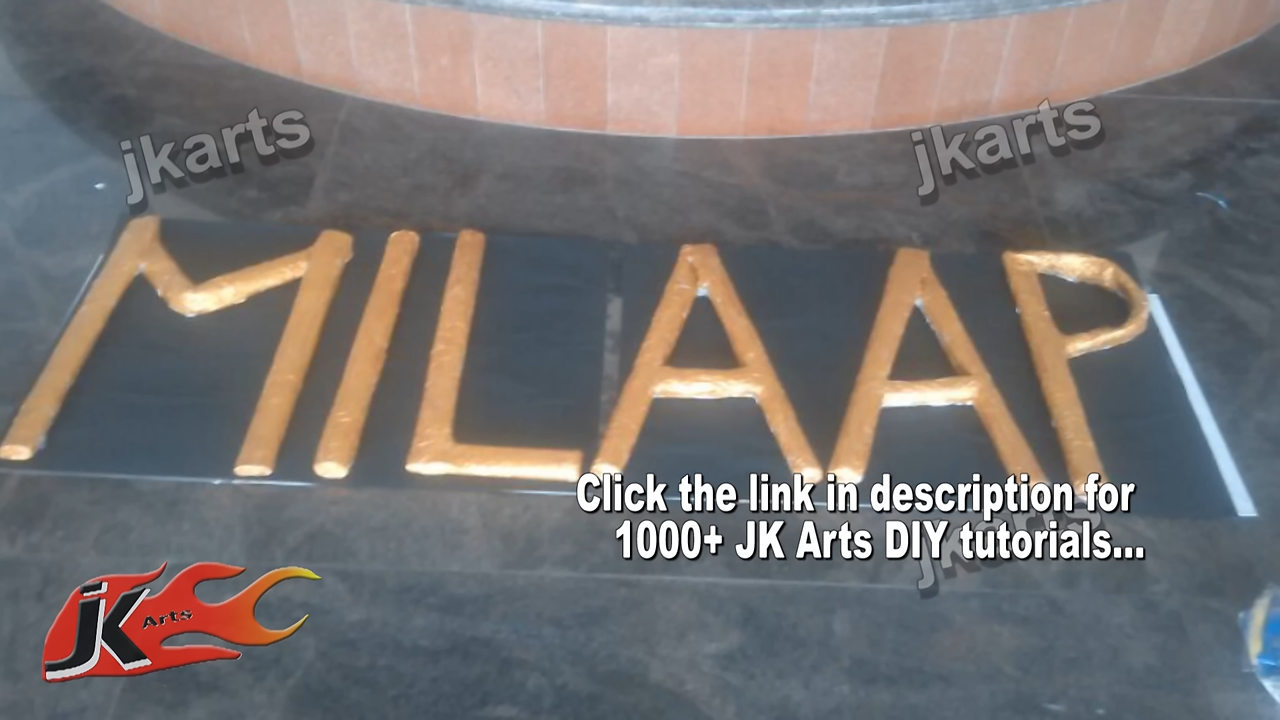 jkarts
jkarts
MILAAP
Click the link in description for
1000+ JK Arts DIY tutorials...
jkarts
JK Arts